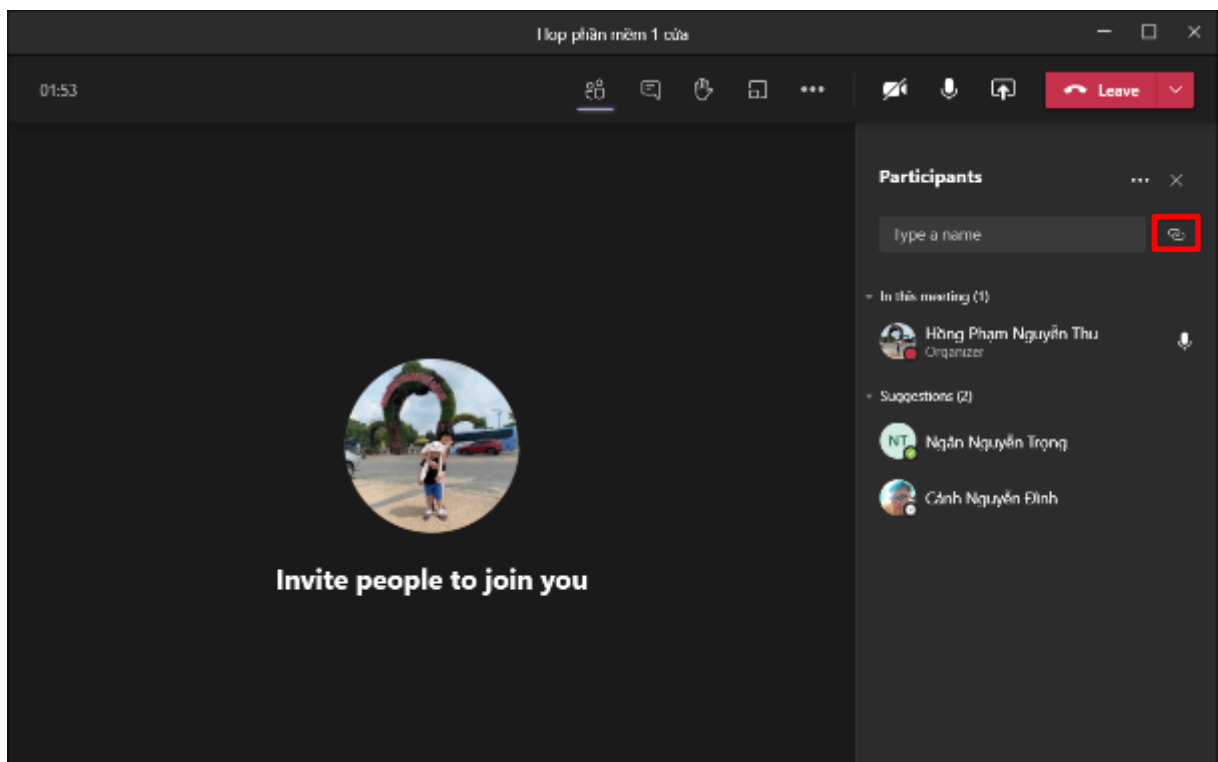 Họp phần mềm 1 cửa
01:53
Leave
Participants
Type a name
In this meeting (1)
Hồng Phạm Nguyễn Thu
Organizer
Suggestions (2)
NT
Ngân Nguyễn Trọng
Cảnh Nguyễn Đình
Invite people to join you